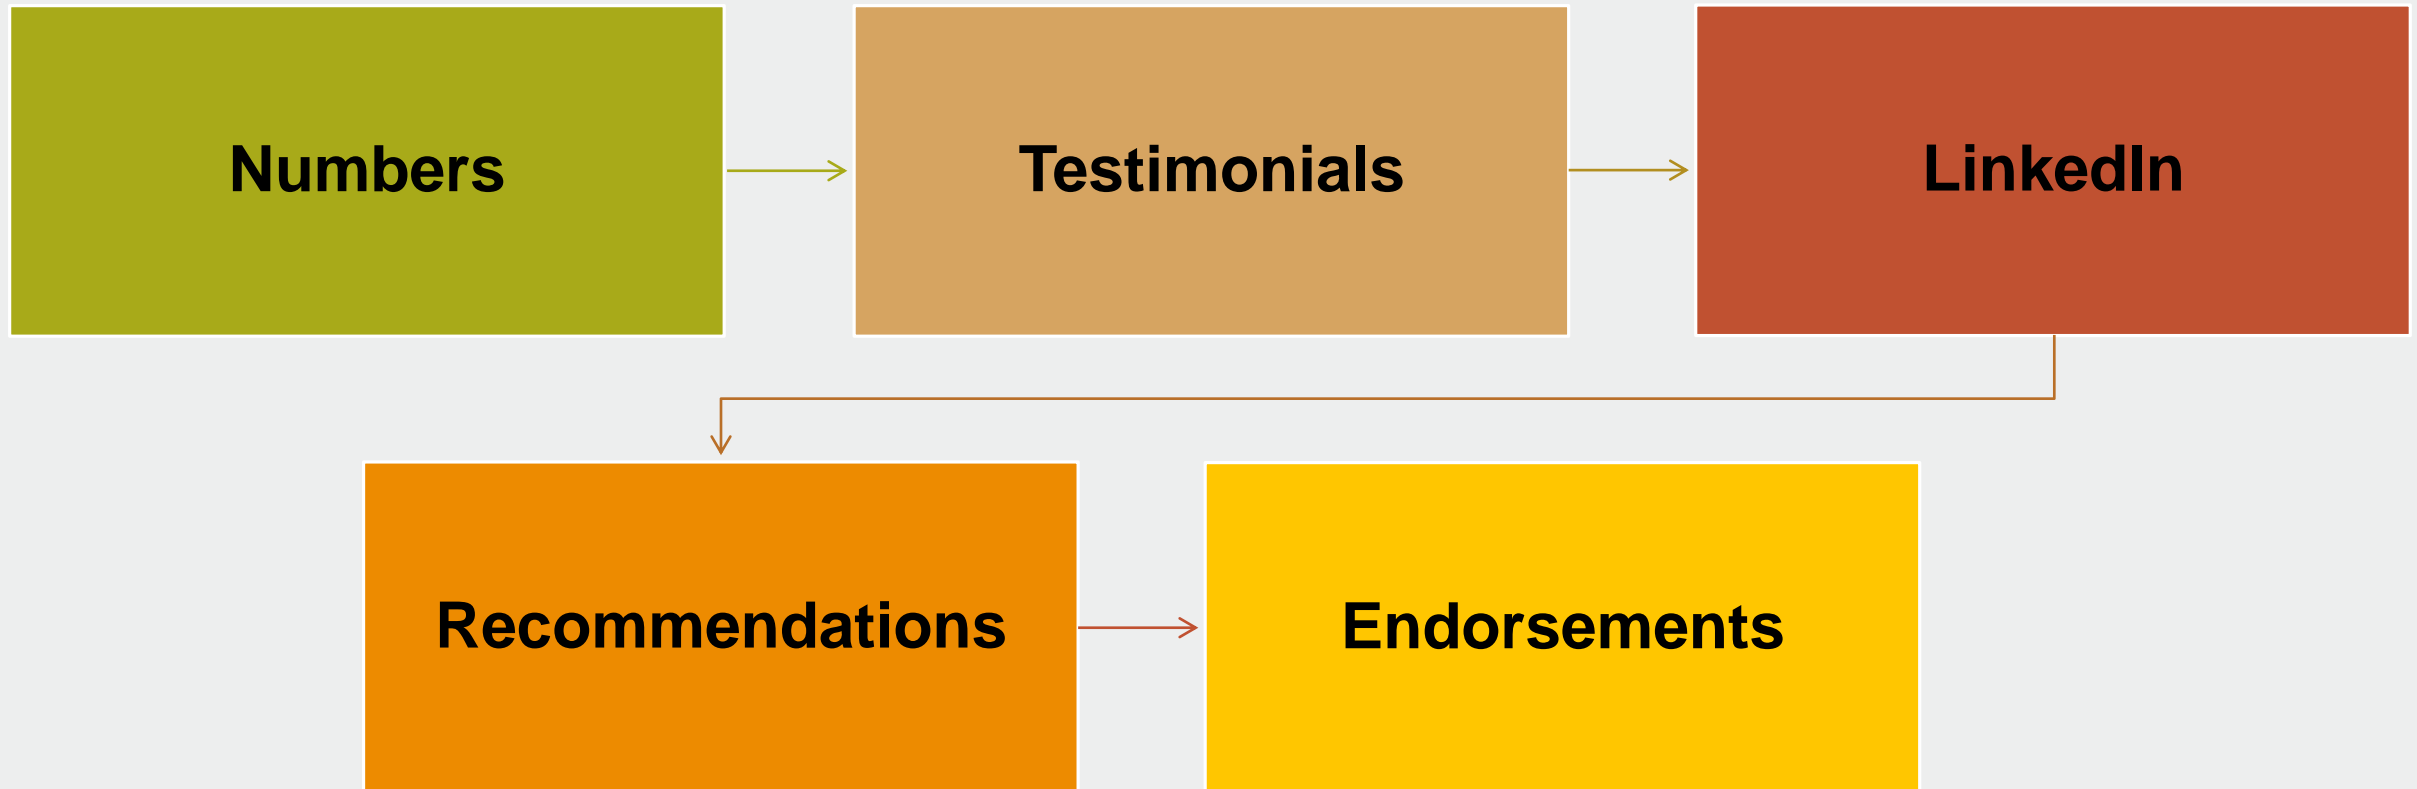 Numbers
Testimonials
LinkedIn
Recommendations
Endorsements